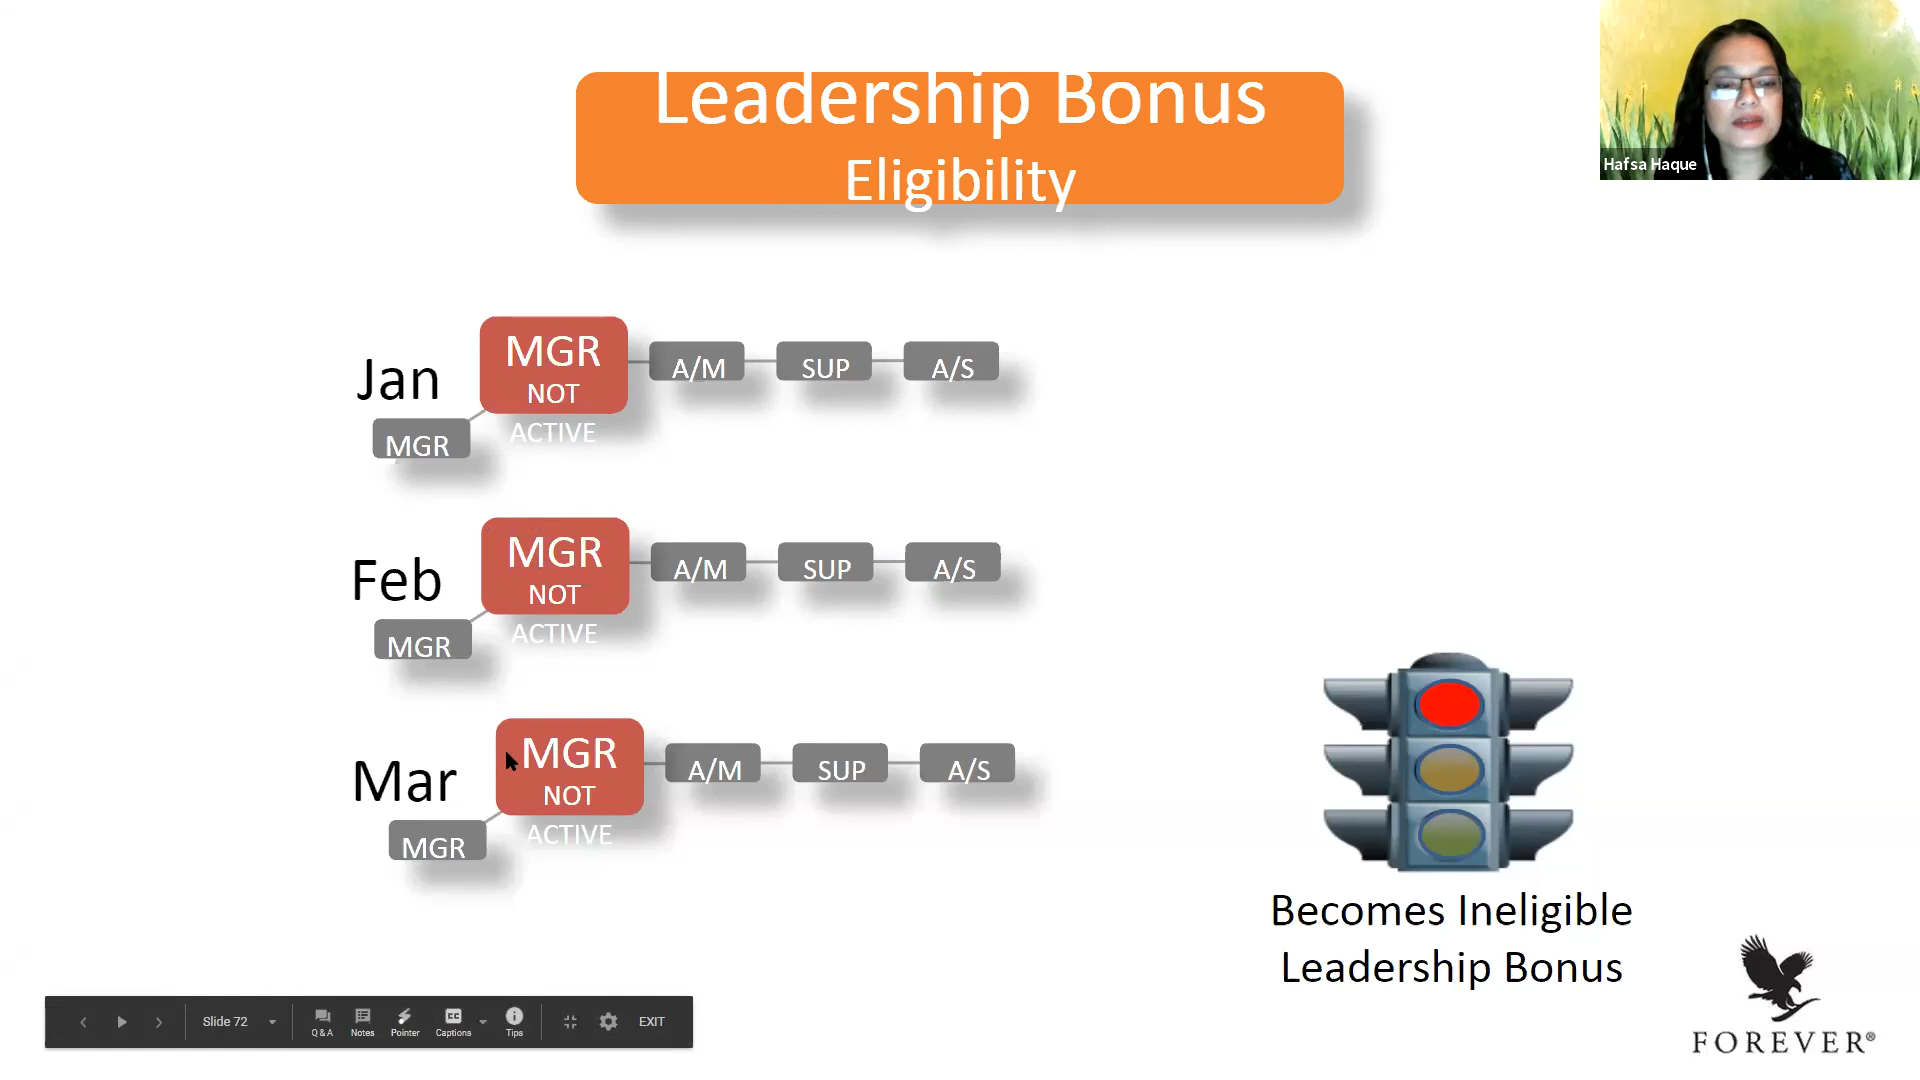 Leadership Bonus
Eligibility
Hafsa Haque
Jan
MGR
NOT
ACTIVE
A/M
SUP
A/S
MGR
Feb
MGR
NOT
ACTIVE
A/M
SUP
A/S
MGR
Mar
MGR
NOT
ACTIVE
A/M
SUP
A/S
MGR
Becomes Ineligible
Leadership Bonus
FOREVER®
Slide 72
Q & A
Notes
Pointer
CC
Captions
Tips
EXIT